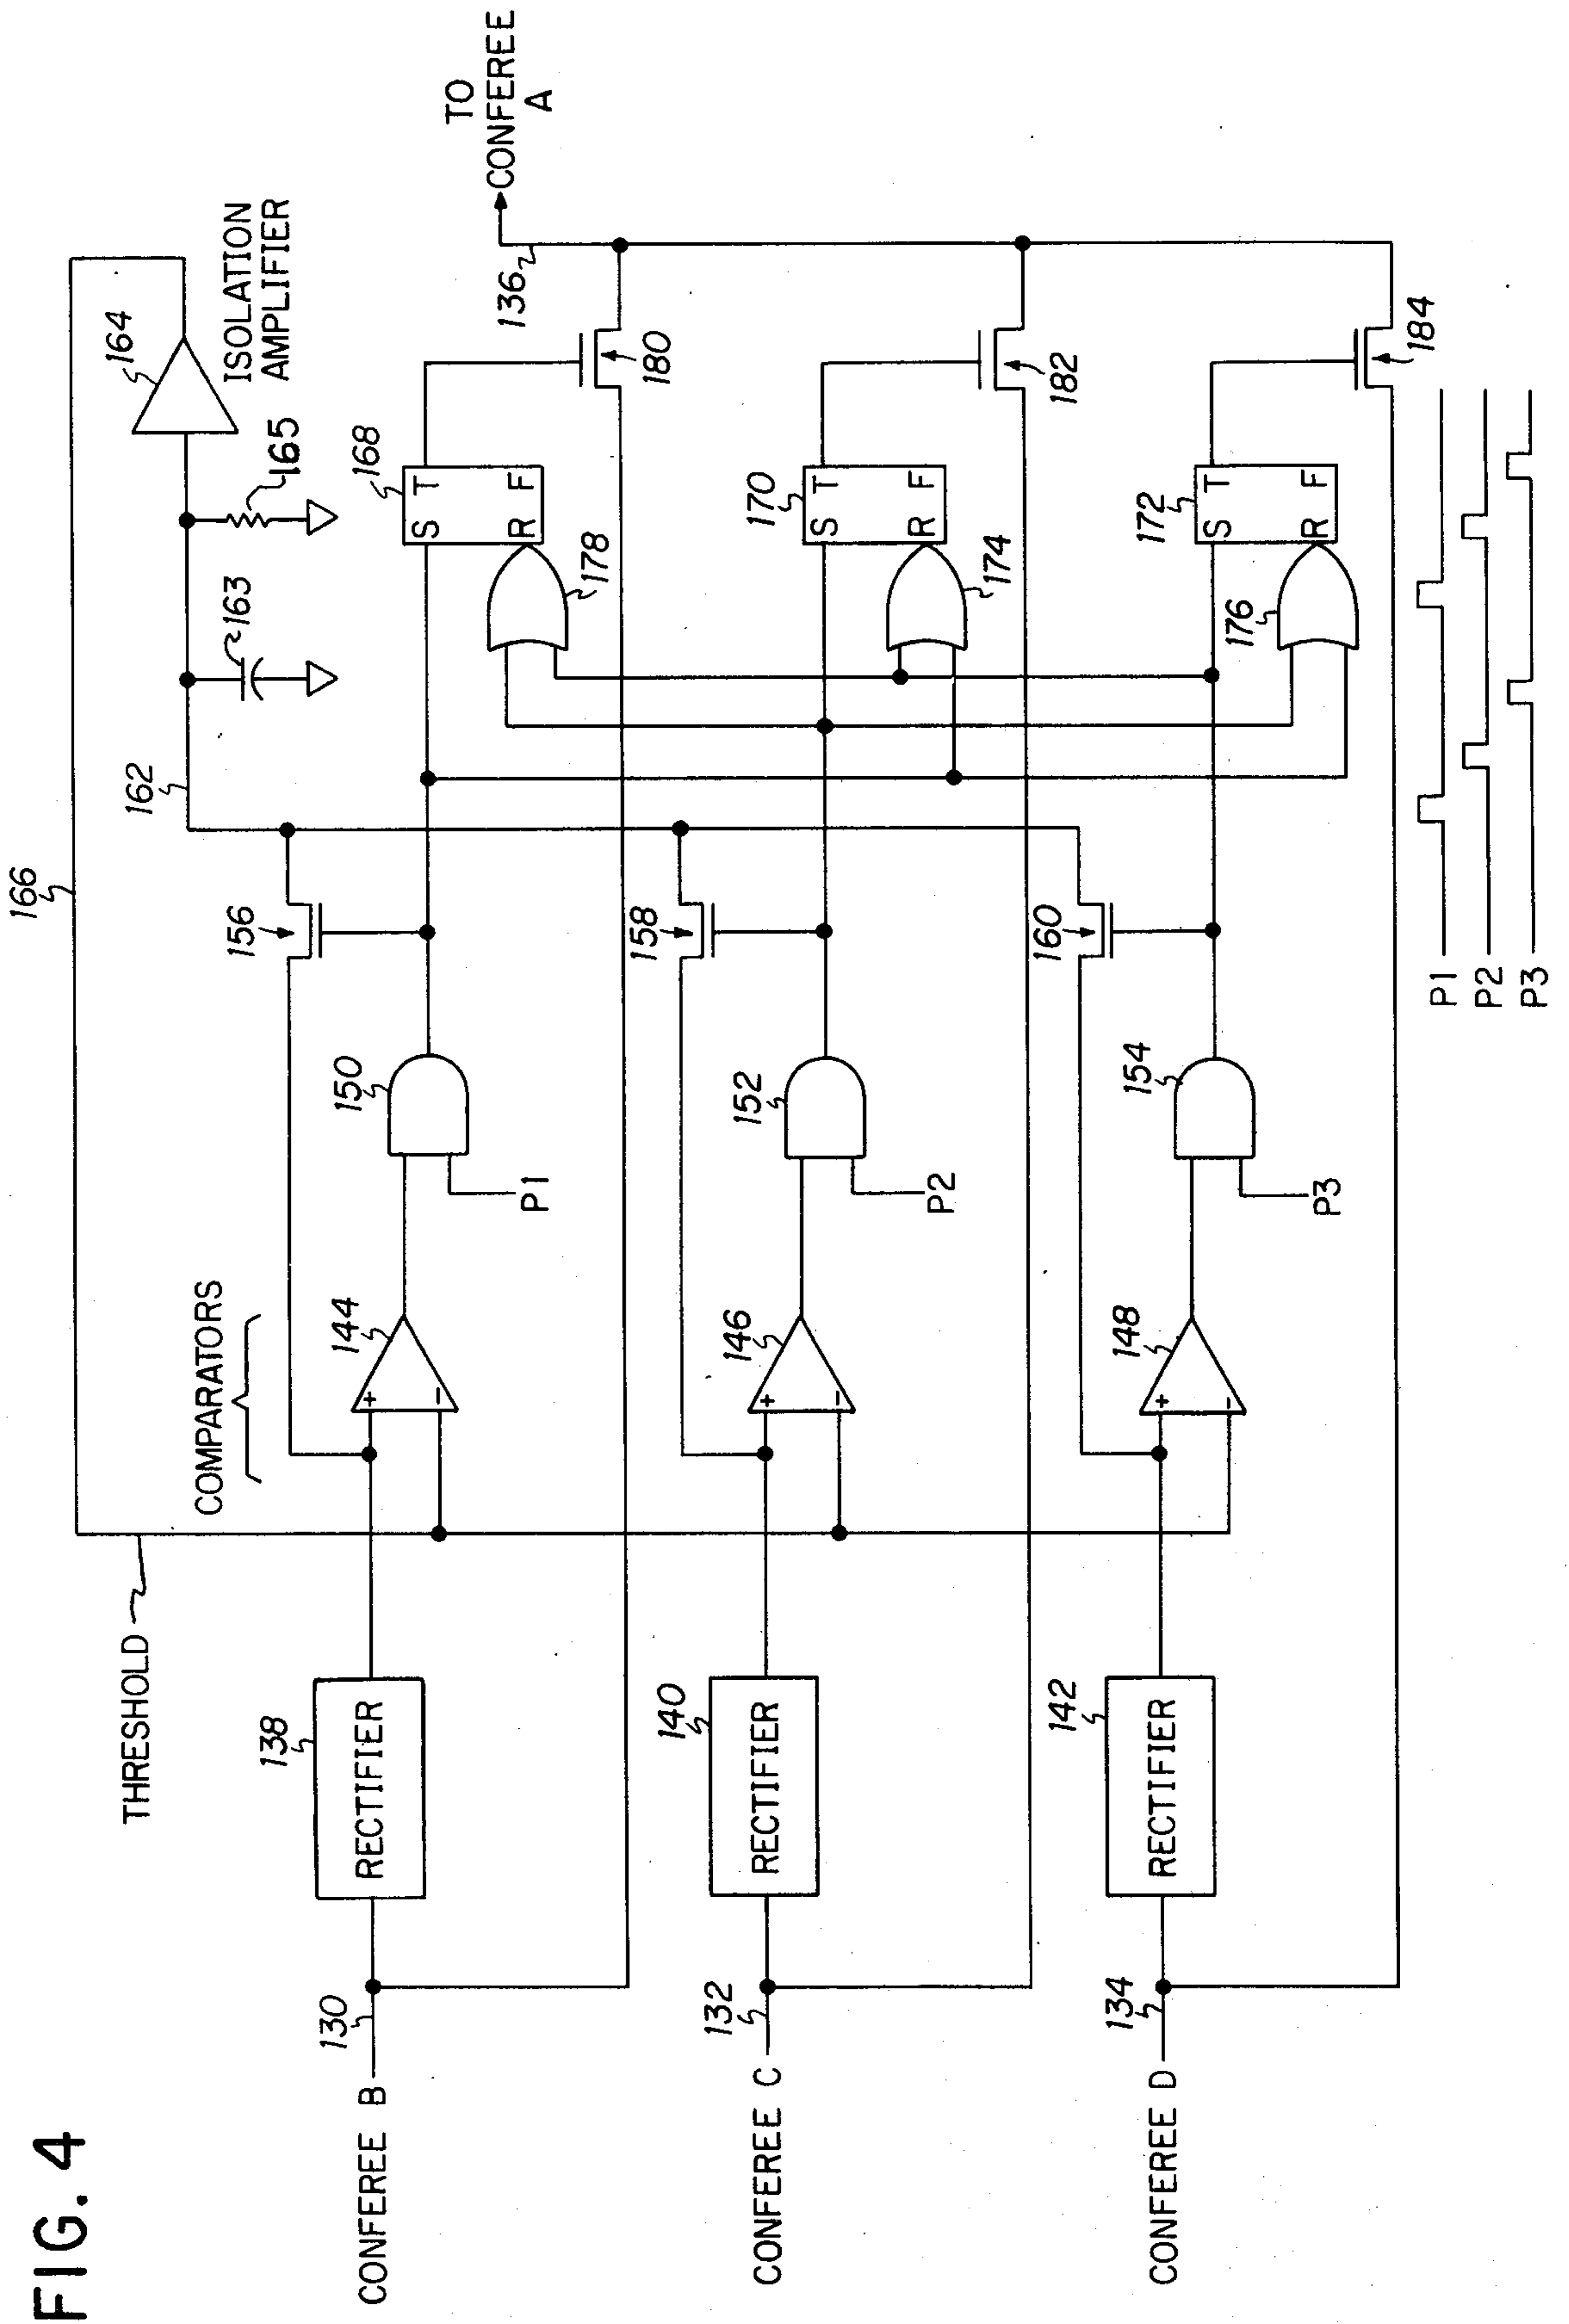 FIG. 4
166
THRESHOLD
COMPARATORS
162
163
165
164
ISOLATION
AMPLIFIER
CONFEREE B
130
138
RECTIFIER
144
+
-
150
P1
156
S T
R F
168
178
180
136
TO
CONFEREE
A
CONFEREE C
132
140
RECTIFIER
146
+
-
152
P2
158
S T
R F
170
174
182
CONFEREE D
134
142
RECTIFIER
148
+
-
154
P3
160
S T
R F
172
176
184
P1
P2
P3